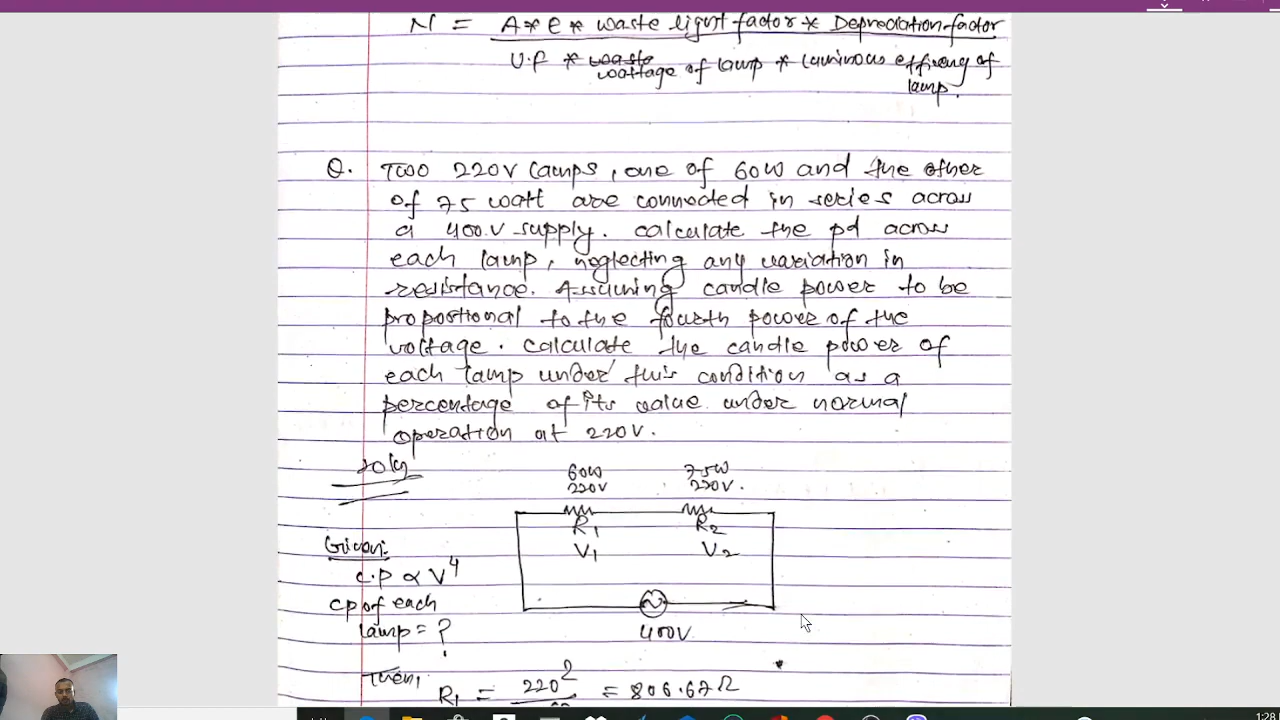 N = A * e * waste light factor * Depreciation factor
U.f * wattage of lamp * luminous efficiency of lamp.
Q. Two 220V lamps, one of 60W and the other
of 75 watt are connected in series across
a 400.V supply. calculate the pd across
each lamp, neglecting any variation in
resistance. Assuming candle power to be
proportional to the fourth power of the
voltage. calculate the candle power of
each lamp under this condition as a
percentage of its value under normal
operation at 220V.
60W 75W
220V 220V.
R1 R2
V1 V2
Given:
C.P ∝ V⁴
cp of each
lamp = ?
400V
Then,
R1 = 220² = 806.67Ω
1:28